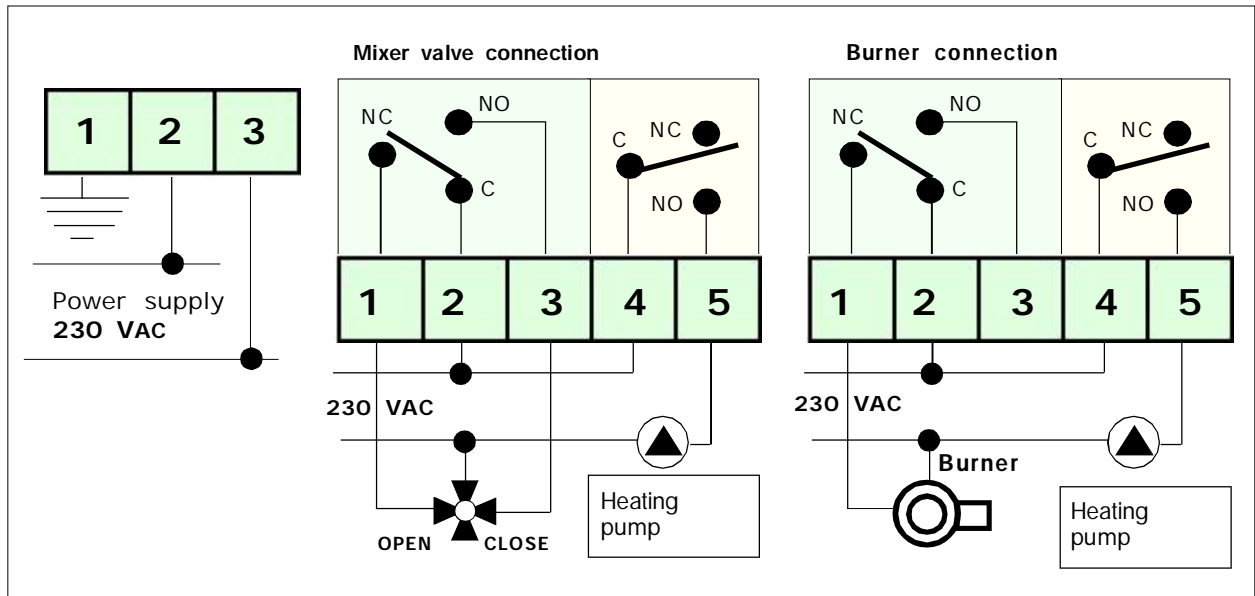 1 2 3
Power supply
230 VAC
Mixer valve connection
NC
NO
C
C
NC
NO
1 2 3 4 5
230 VAC
OPEN CLOSE
Heating
pump
Burner connection
NC
NO
C
C
NC
NO
1 2 3 4 5
230 VAC
Burner
Heating
pump